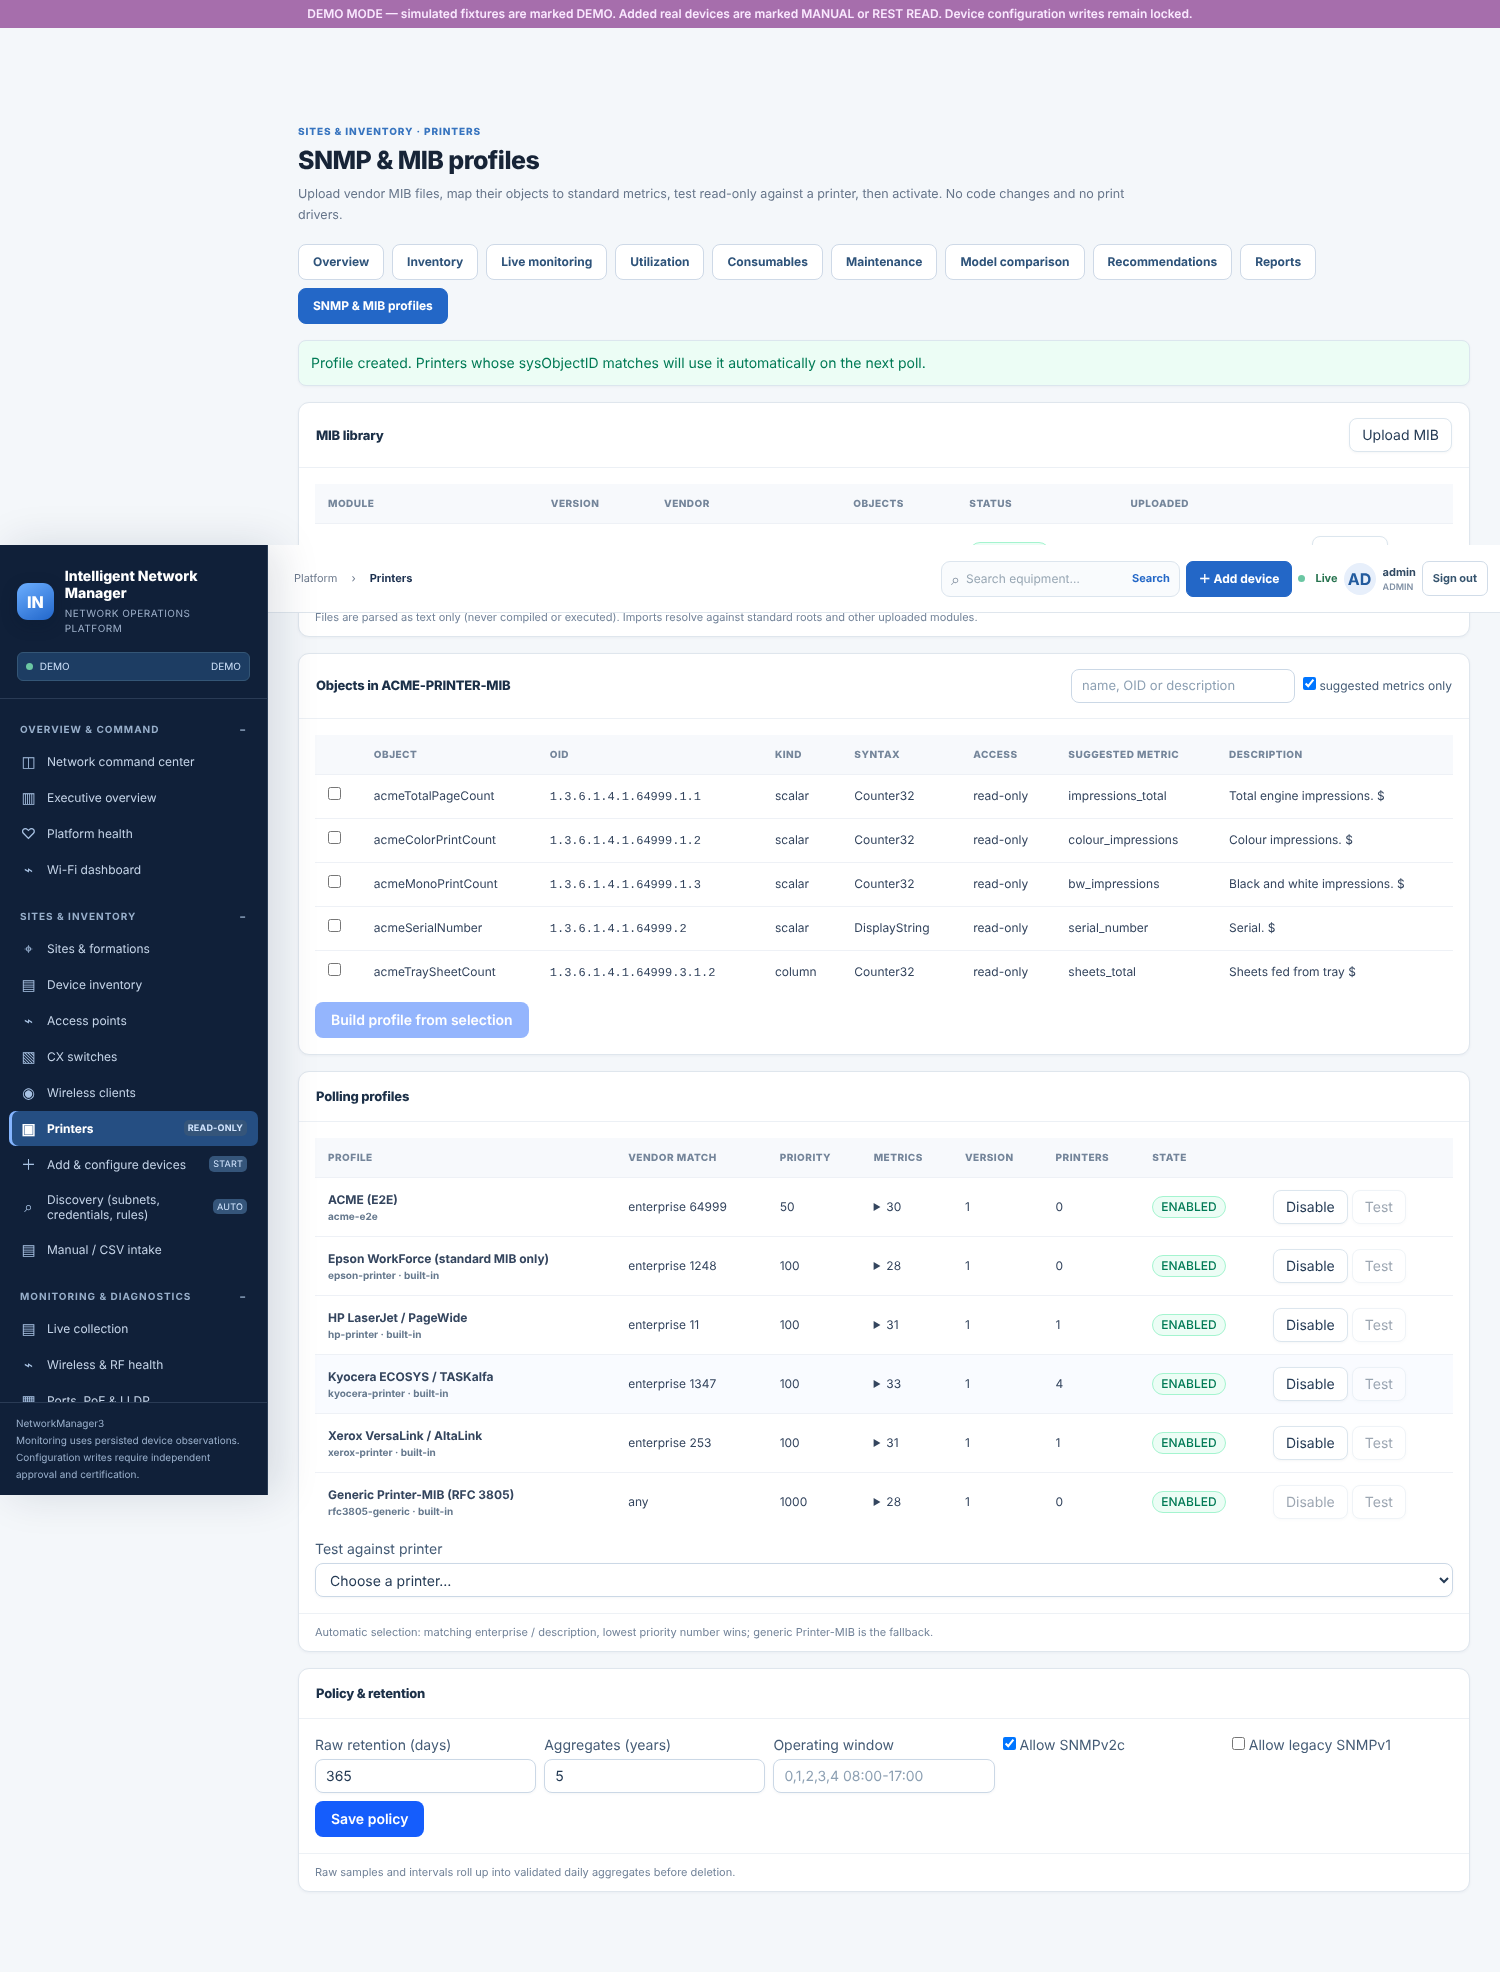 DEMO MODE — simulated fixtures are marked DEMO. Added real devices are marked MANUAL or REST READ. Device configuration writes remain locked.
SITES & INVENTORY · PRINTERS
SNMP & MIB profiles
Upload vendor MIB files, map their objects to standard metrics, test read-only against a printer, then activate. No code changes and no print
drivers.
Overview Inventory Live monitoring Utilization Consumables Maintenance Model comparison Recommendations Reports
SNMP & MIB profiles
Profile created. Printers whose sysObjectID matches will use it automatically on the next poll.
MIB library Upload MIB
MODULE VERSION VENDOR OBJECTS STATUS UPLOADED
Platform › Printers Search equipment... Search + Add device Live AD admin ADMIN Sign out
Files are parsed as text only (never compiled or executed). Imports resolve against standard roots and other uploaded modules.
IN Intelligent Network
Manager
NETWORK OPERATIONS
PLATFORM
DEMO DEMO
OVERVIEW & COMMAND –
Network command center
Executive overview
Platform health
Wi-Fi dashboard
SITES & INVENTORY –
Sites & formations
Device inventory
Access points
CX switches
Wireless clients
Printers READ-ONLY
Add & configure devices START
Discovery (subnets,
credentials, rules) AUTO
Manual / CSV intake
MONITORING & DIAGNOSTICS –
Live collection
Wireless & RF health
Ports, PoE & LLDP
NetworkManager3
Monitoring uses persisted device observations.
Configuration writes require independent
approval and certification.
Objects in ACME-PRINTER-MIB name, OID or description suggested metrics only
OBJECT OID KIND SYNTAX ACCESS SUGGESTED METRIC DESCRIPTION
acmeTotalPageCount 1.3.6.1.4.1.64999.1.1 scalar Counter32 read-only impressions_total Total engine impressions. $
acmeColorPrintCount 1.3.6.1.4.1.64999.1.2 scalar Counter32 read-only colour_impressions Colour impressions. $
acmeMonoPrintCount 1.3.6.1.4.1.64999.1.3 scalar Counter32 read-only bw_impressions Black and white impressions. $
acmeSerialNumber 1.3.6.1.4.1.64999.2 scalar DisplayString read-only serial_number Serial. $
acmeTraySheetCount 1.3.6.1.4.1.64999.3.1.2 column Counter32 read-only sheets_total Sheets fed from tray $
Build profile from selection
Polling profiles
PROFILE VENDOR MATCH PRIORITY METRICS VERSION PRINTERS STATE
ACME (E2E) enterprise 64999 50 ▶ 30 1 0 ENABLED Disable Test
acme-e2e
Epson WorkForce (standard MIB only) enterprise 1248 100 ▶ 28 1 0 ENABLED Disable Test
epson-printer · built-in
HP LaserJet / PageWide enterprise 11 100 ▶ 31 1 1 ENABLED Disable Test
hp-printer · built-in
Kyocera ECOSYS / TASKalfa enterprise 1347 100 ▶ 33 1 4 ENABLED Disable Test
kyocera-printer · built-in
Xerox VersaLink / AltaLink enterprise 253 100 ▶ 31 1 1 ENABLED Disable Test
xerox-printer · built-in
Generic Printer-MIB (RFC 3805) any 1000 ▶ 28 1 0 ENABLED Disable Test
rfc3805-generic · built-in
Test against printer
Choose a printer...
Automatic selection: matching enterprise / description, lowest priority number wins; generic Printer-MIB is the fallback.
Policy & retention
Raw retention (days) Aggregates (years) Operating window Allow SNMPv2c Allow legacy SNMPv1
365 5 0,1,2,3,4 08:00-17:00
Save policy
Raw samples and intervals roll up into validated daily aggregates before deletion.